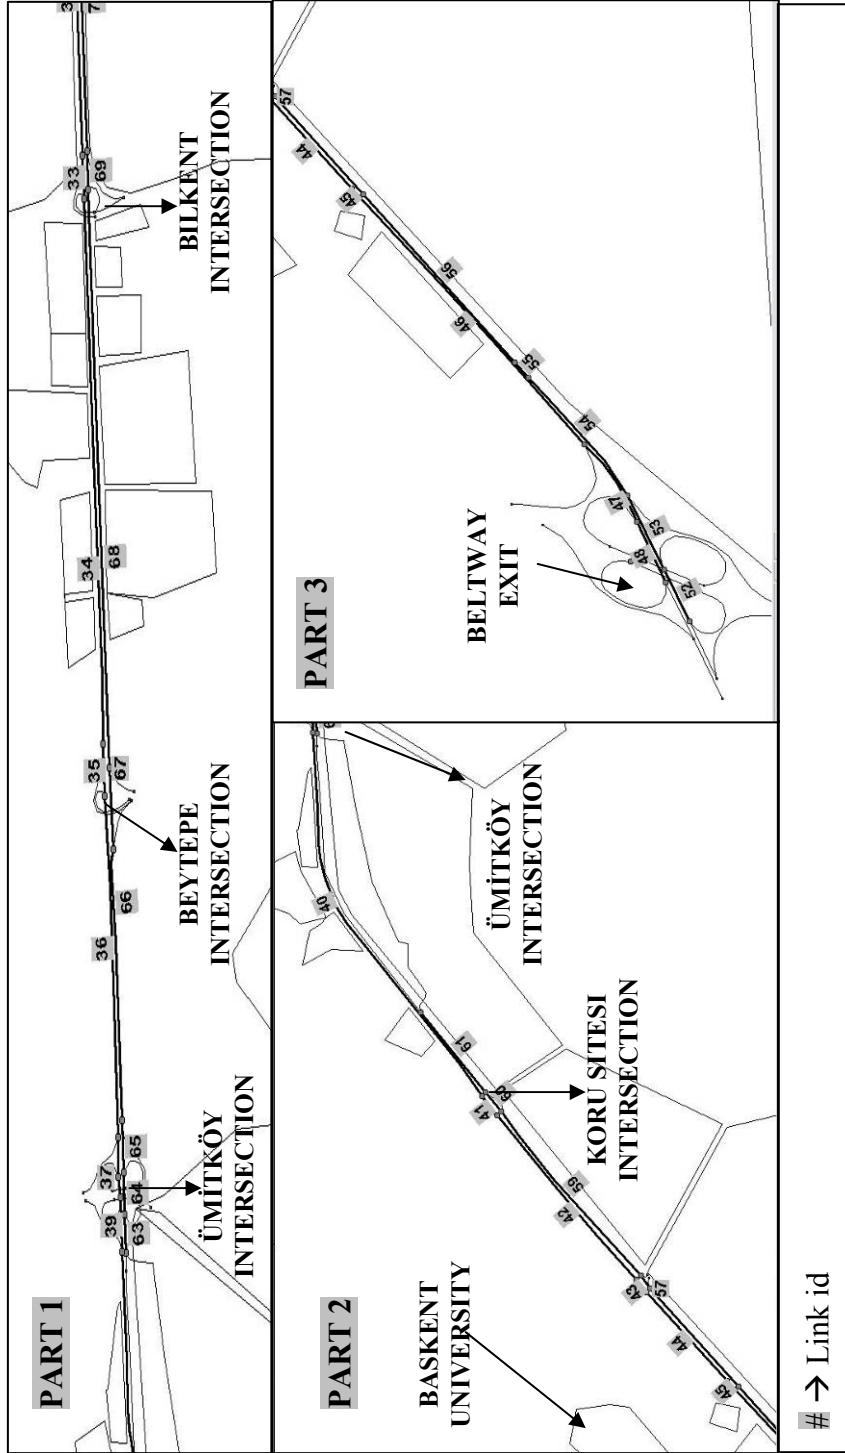 PART 1
39
63
37
64
65
ÜMİTKÖY
INTERSECTION
36
66
35
67
BEYTEPE
INTERSECTION
34
68
33
69
BILKENT
INTERSECTION
3
7
PART 2
BASKENT
UNIVERSITY
45
44
43
57
42
59
41
60
61
KORU SITESI
INTERSECTION
40
ÜMİTKÖY
INTERSECTION
PART 3
BELTWAY
EXIT
52
48
53
47
54
55
46
56
45
44
57
# → Link id